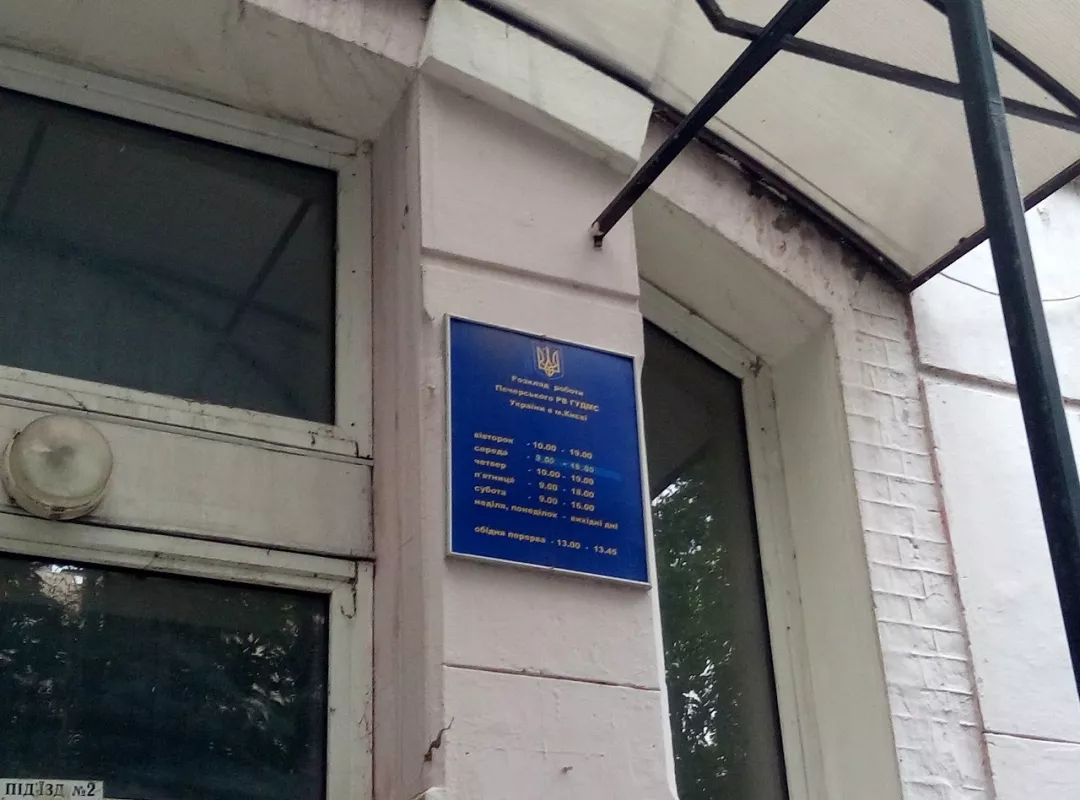 Розклад роботи
Печерського РВ ГУДМС
України в м.Києві
вівторок - 10.00 - 19.00
середа - 9.00 - 18.00
четвер - 10.00 - 19.00
п'ятниця - 9.00 - 18.00
субота - 9.00 - 16.00
неділя, понеділок - вихідні дні
обідня перерва - 13.00 - 13.45
ПІД'ЇЗД №2